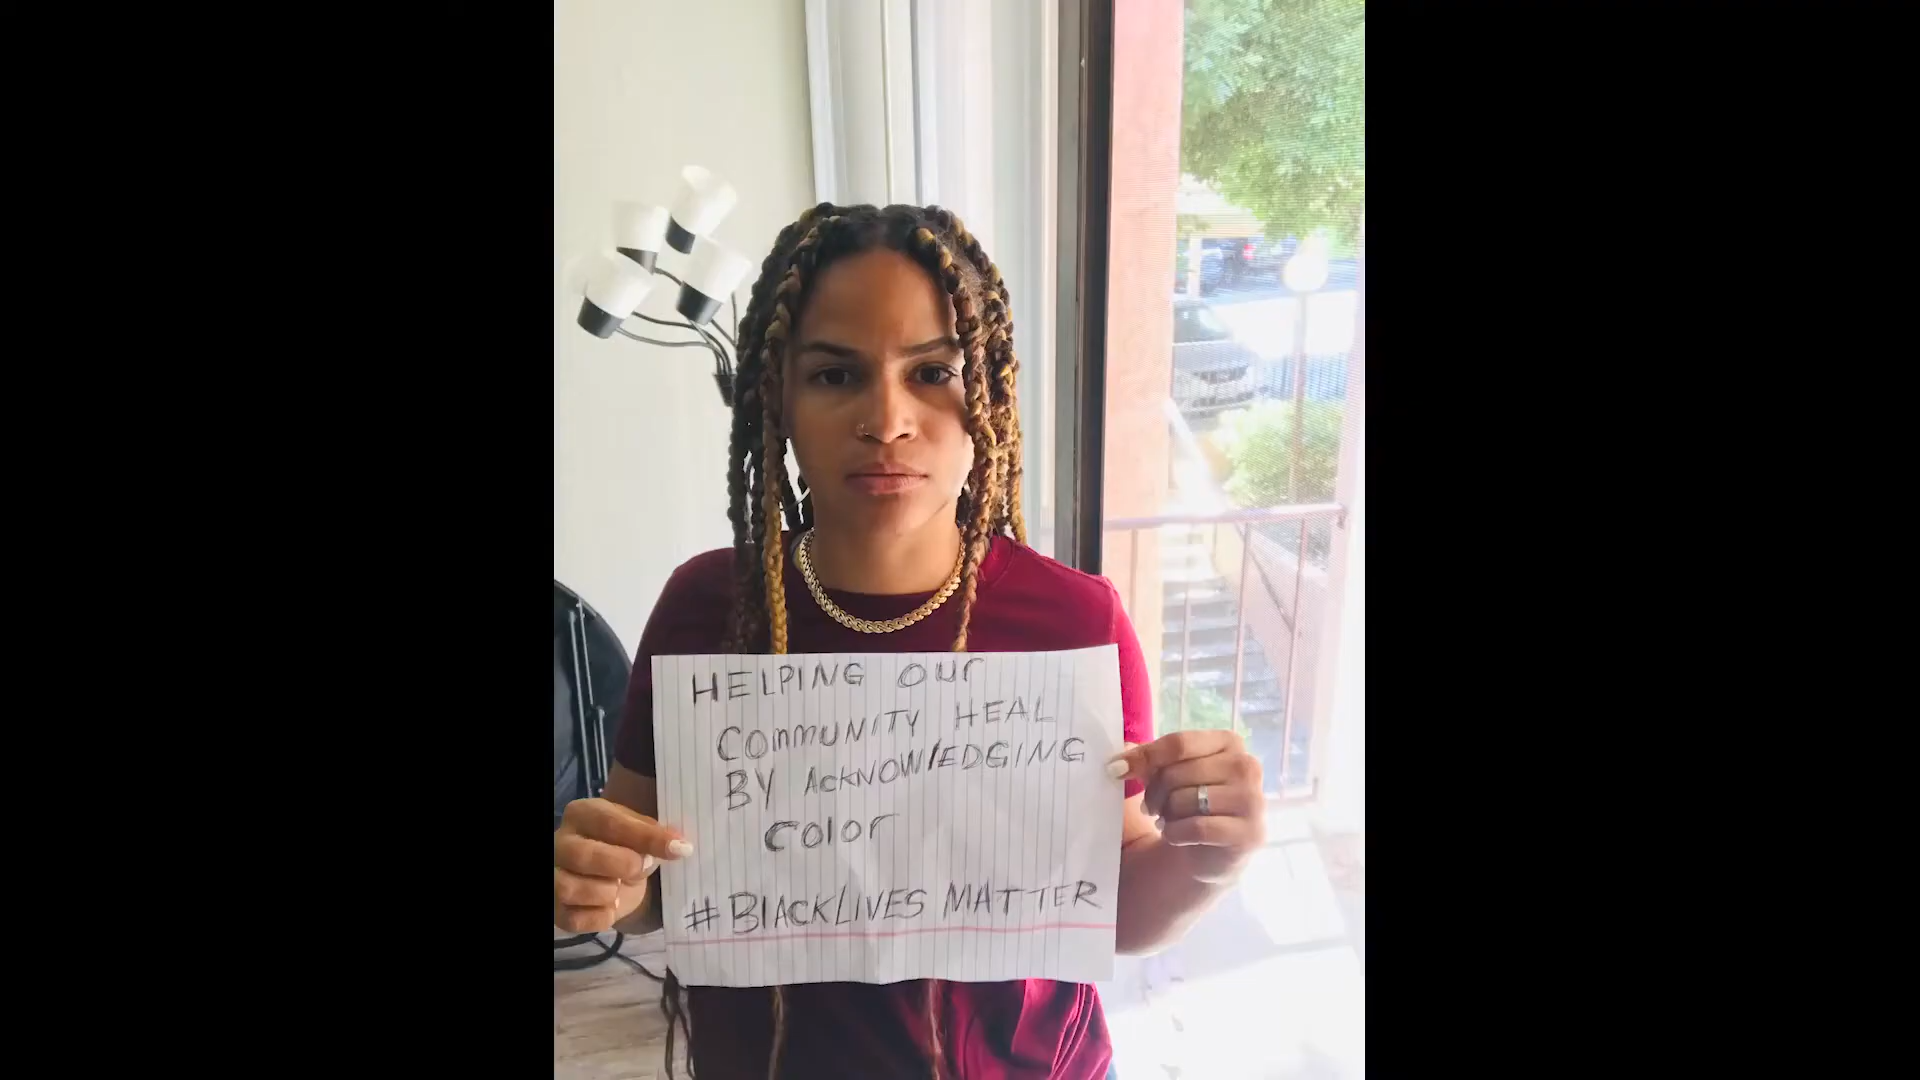 HELPING OUr
COmmUNITY HEAL
BY AcKNOWlEDGING
Color
#BlACKLIVES MATTER